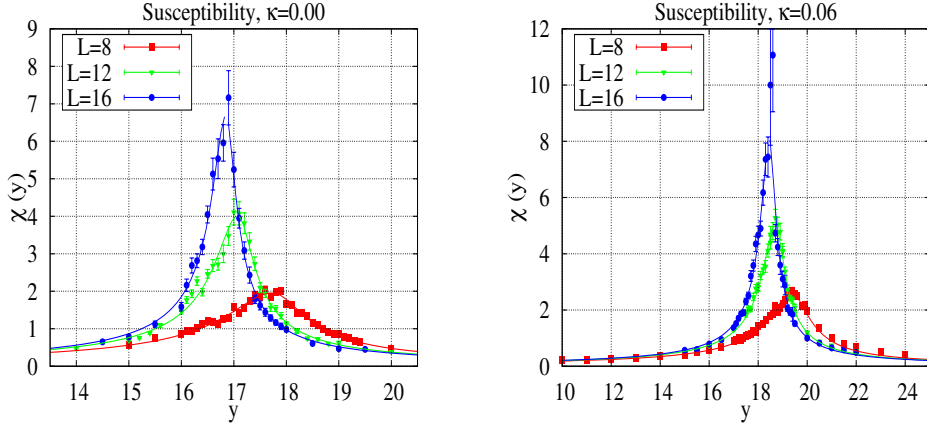 Susceptibility, κ=0.00
9
8
7
6
5
4
3
2
1
0
L=8
L=12
L=16
χ (y)
14 15 16 17 18 19 20
y
Susceptibility, κ=0.06
12
10
8
6
4
2
0
L=8
L=12
L=16
χ (y)
10 12 14 16 18 20 22 24
y